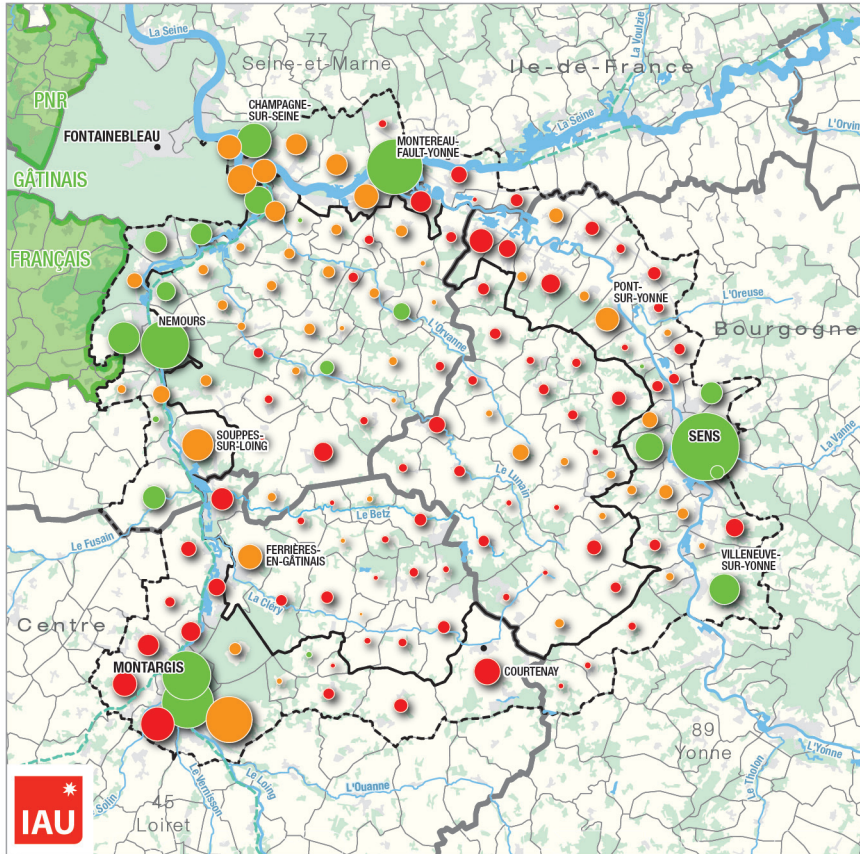 La Seine
77
Seine-et-Marne
Ile-de-France
La Voulzie
PNR
CHAMPAGNE-
SUR-SEINE
FONTAINEBLEAU
MONTEREAU-
FAULT-YONNE
La Seine
L'Orvin
GÂTINAIS
FRANÇAIS
PONT-
SUR-YONNE
L'Oreuse
NEMOURS
L'Orvanne
Bourgogne
SOUPPES-
SUR-LOING
SENS
La Vanne
Le Lunain
Le Betz
Le Fusain
FERRIÈRES-
EN-GÂTINAIS
VILLENEUVE-
SUR-YONNE
La Cléry
Centre
MONTARGIS
COURTENAY
89
Yonne
L'Yonne
Le Tholon
L'Ouanne
Le Loing
Le Vernisson
Solin
45
Loiret
IAU